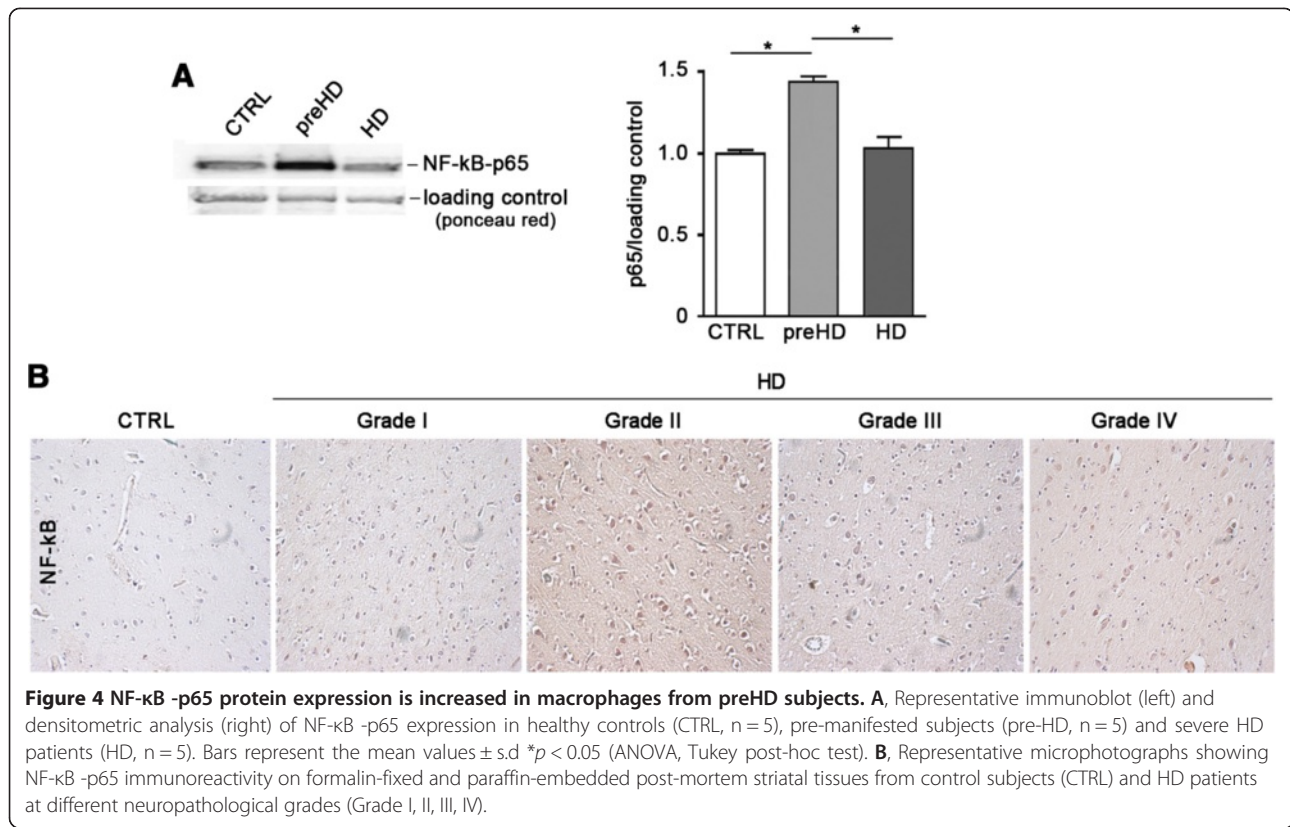 A
CTRL preHD HD
NF-kB-p65
loading control
(ponceau red)
* *
p65/loading control
1.5
1.0
0.5
0
CTRL preHD HD
B
HD
CTRL Grade I Grade II Grade III Grade IV
NF-kB
Figure 4 NF-κB -p65 protein expression is increased in macrophages from preHD subjects. A, Representative immunoblot (left) and
densitometric analysis (right) of NF-κB -p65 expression in healthy controls (CTRL, n = 5), pre-manifested subjects (pre-HD, n = 5) and severe HD
patients (HD, n = 5). Bars represent the mean values ± s.d *p < 0.05 (ANOVA, Tukey post-hoc test). B, Representative microphotographs showing
NF-κB -p65 immunoreactivity on formalin-fixed and paraffin-embedded post-mortem striatal tissues from control subjects (CTRL) and HD patients
at different neuropathological grades (Grade I, II, III, IV).